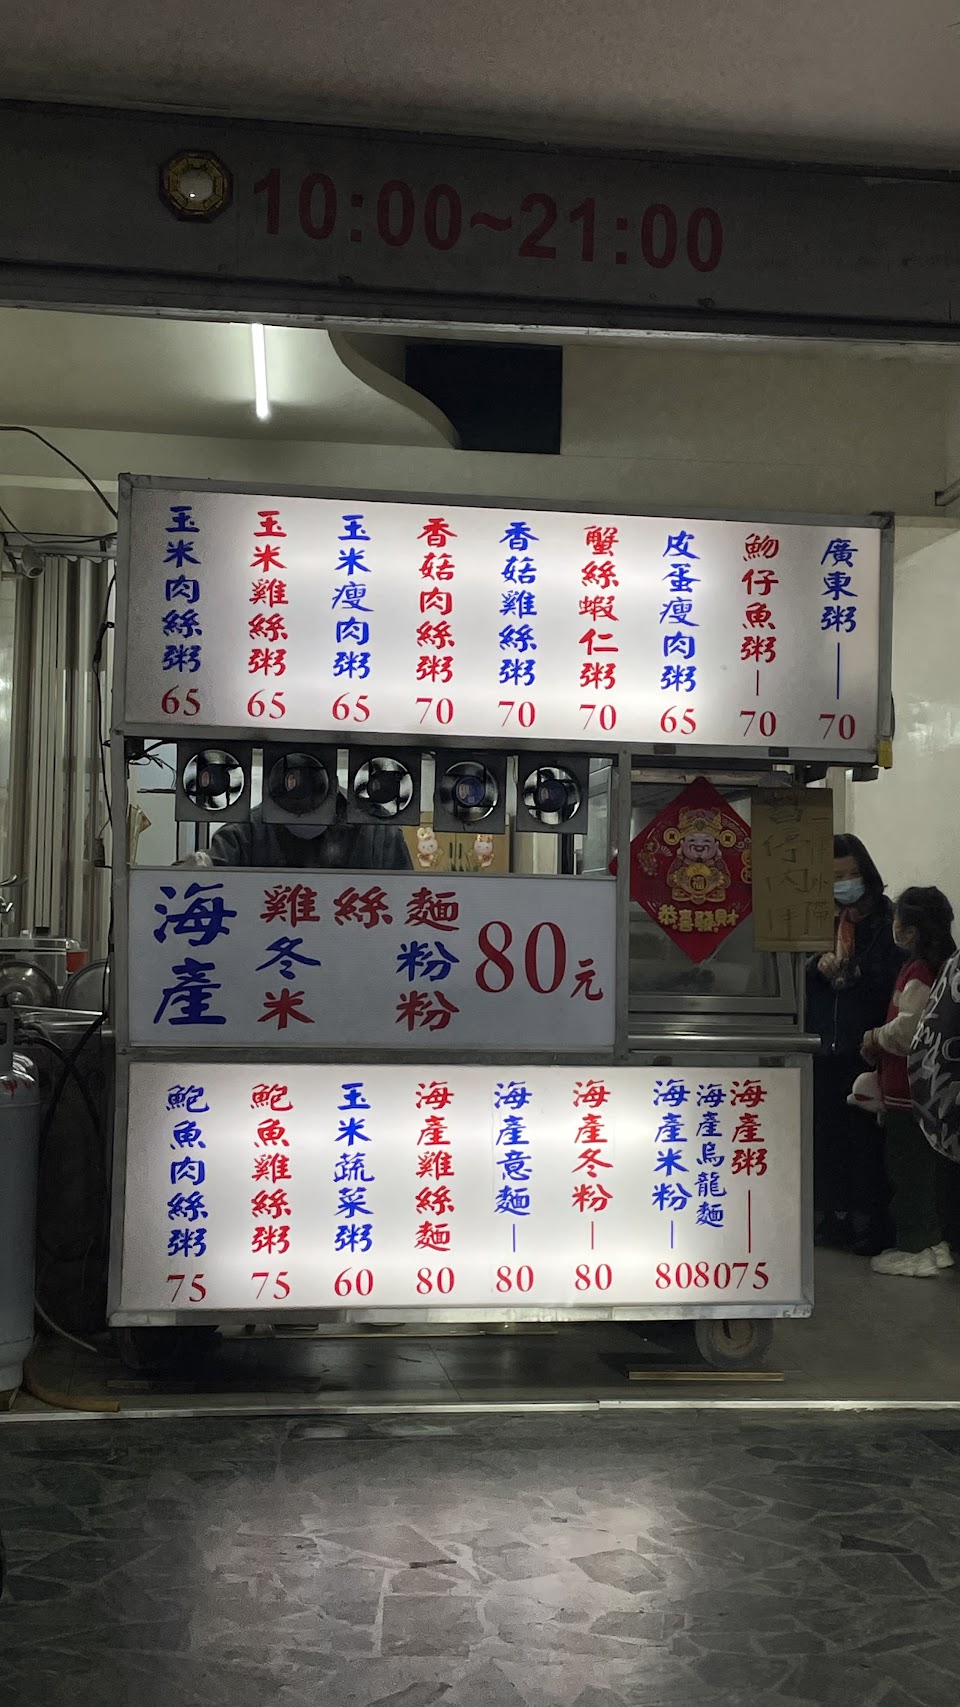 10:00~21:00
廣東粥 70
魩仔魚粥 70
皮蛋瘦肉粥 65
蟹絲蝦仁粥 70
香菇雞絲粥 70
香菇肉絲粥 70
玉米瘦肉粥 65
玉米雞絲粥 65
玉米肉絲粥 65
海產
雞絲麵
冬粉
米粉
80元
恭喜發財
海產粥 75
海產烏龍麵 80
海產米粉 80
海產冬粉 80
海產意麵 80
海產雞絲麵 80
玉米蔬菜粥 60
鮑魚雞絲粥 75
鮑魚肉絲粥 75